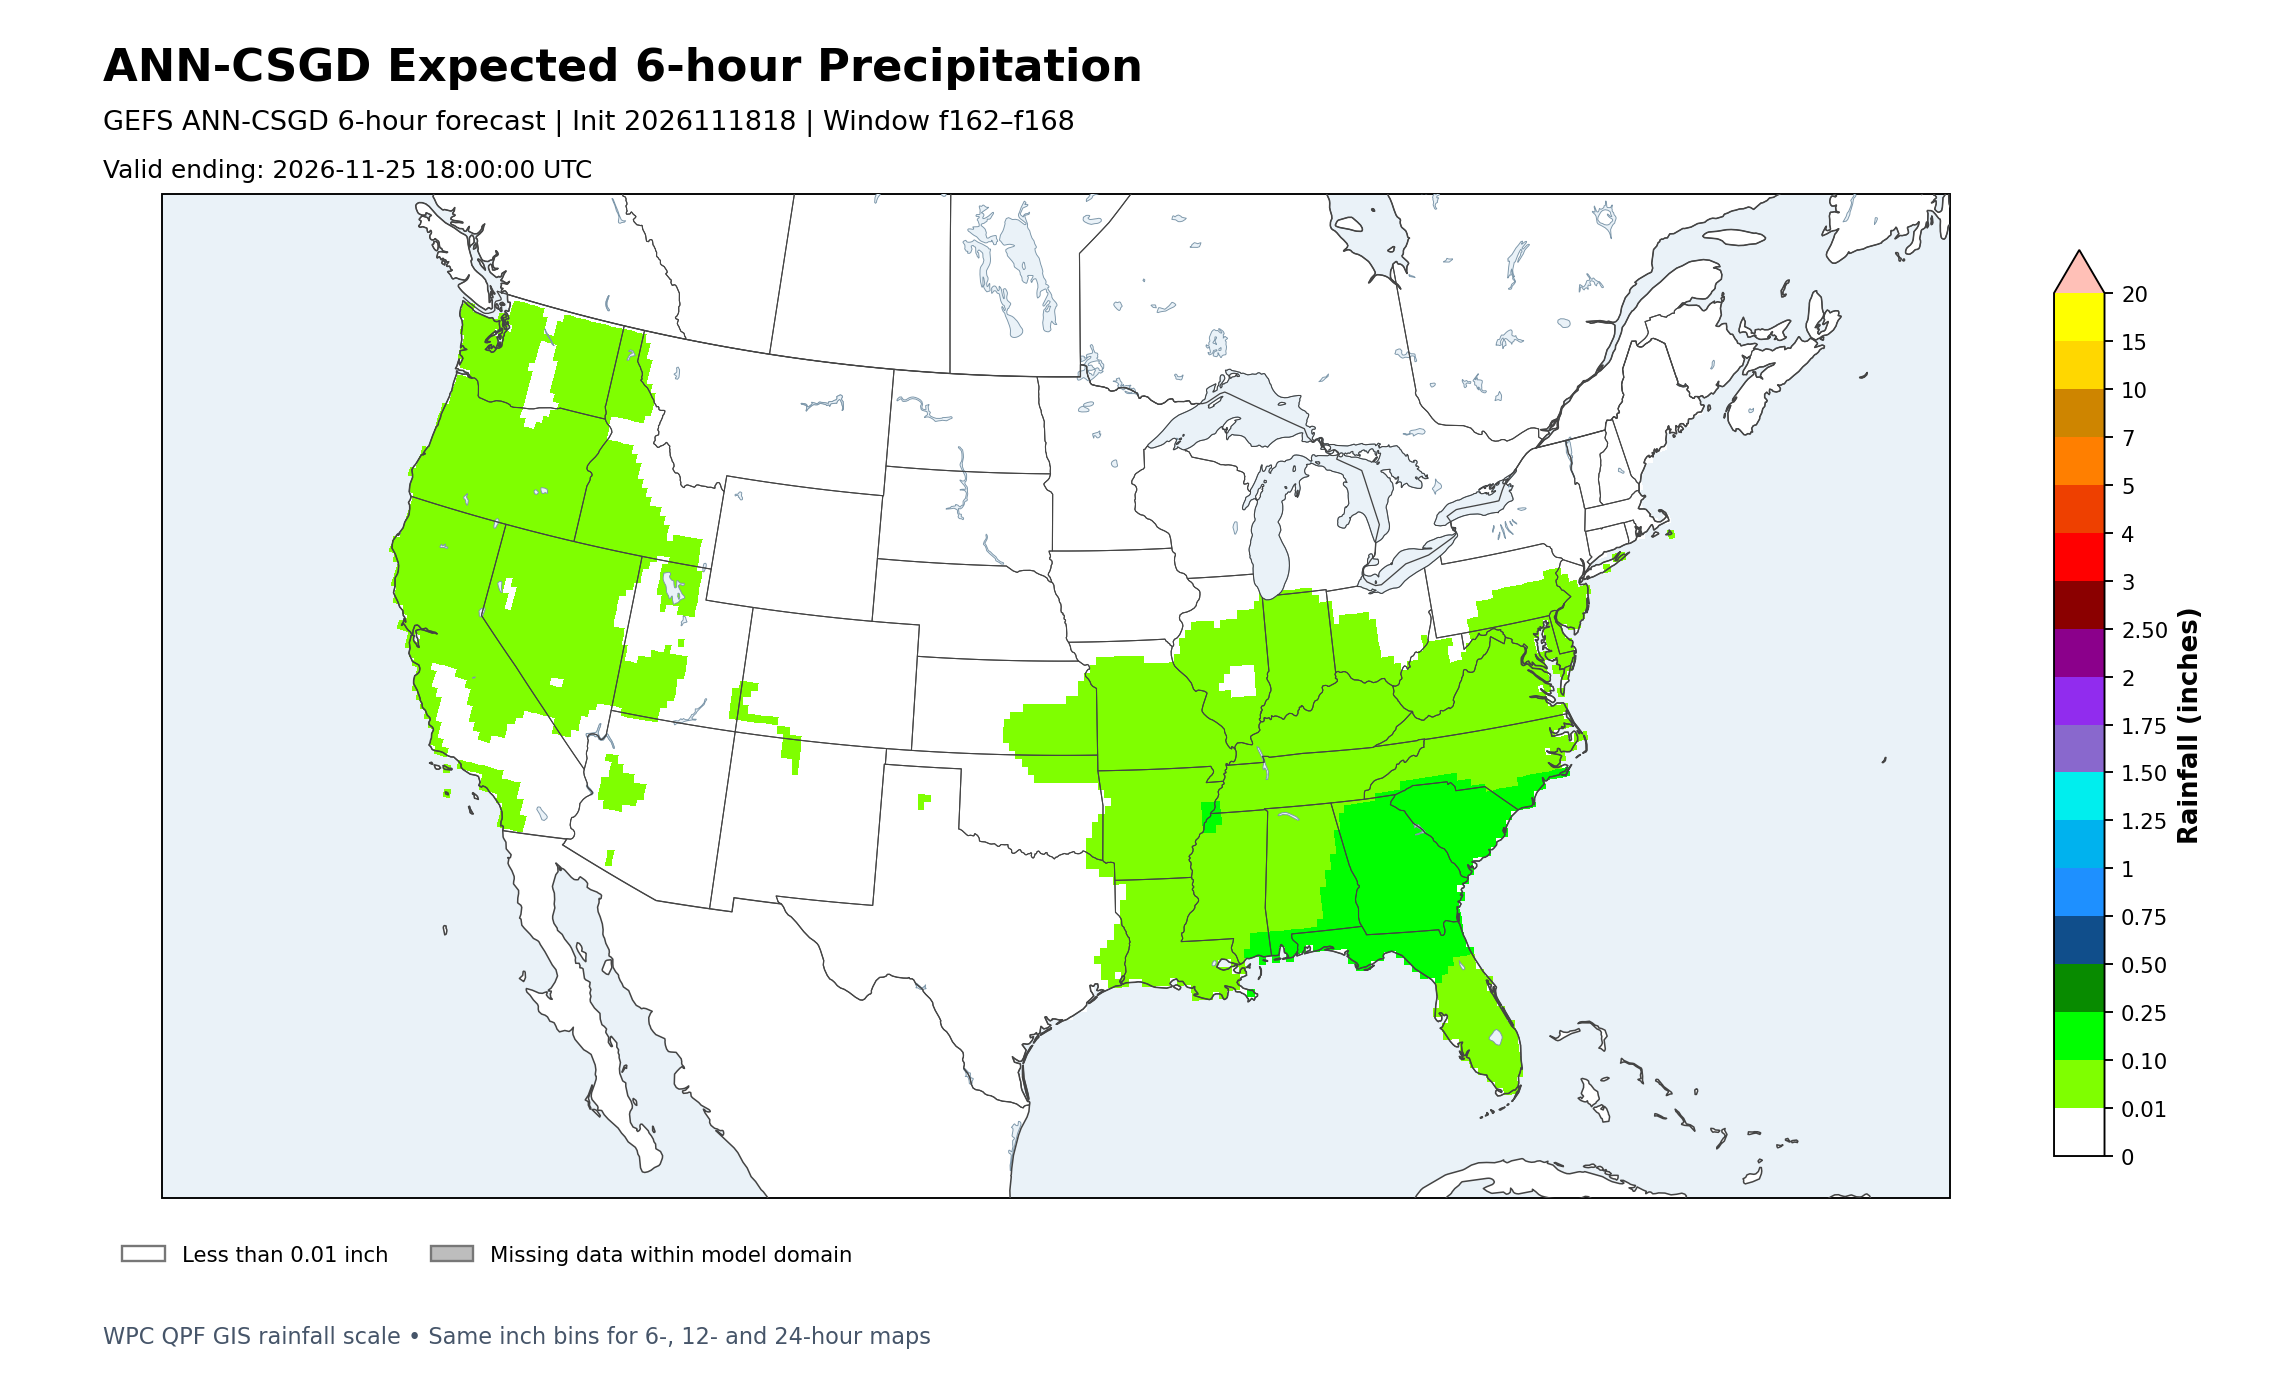 ANN-CSGD Expected 6-hour Precipitation
GEFS ANN-CSGD 6-hour forecast | Init 2026111818 | Window f162–f168
Valid ending: 2026-11-25 18:00:00 UTC
20
15
10
7
5
4
3
2.50
2
1.75
1.50
1.25
1
0.75
0.50
0.25
0.10
0.01
0
Rainfall (inches)
Less than 0.01 inch
Missing data within model domain
WPC QPF GIS rainfall scale • Same inch bins for 6-, 12- and 24-hour maps